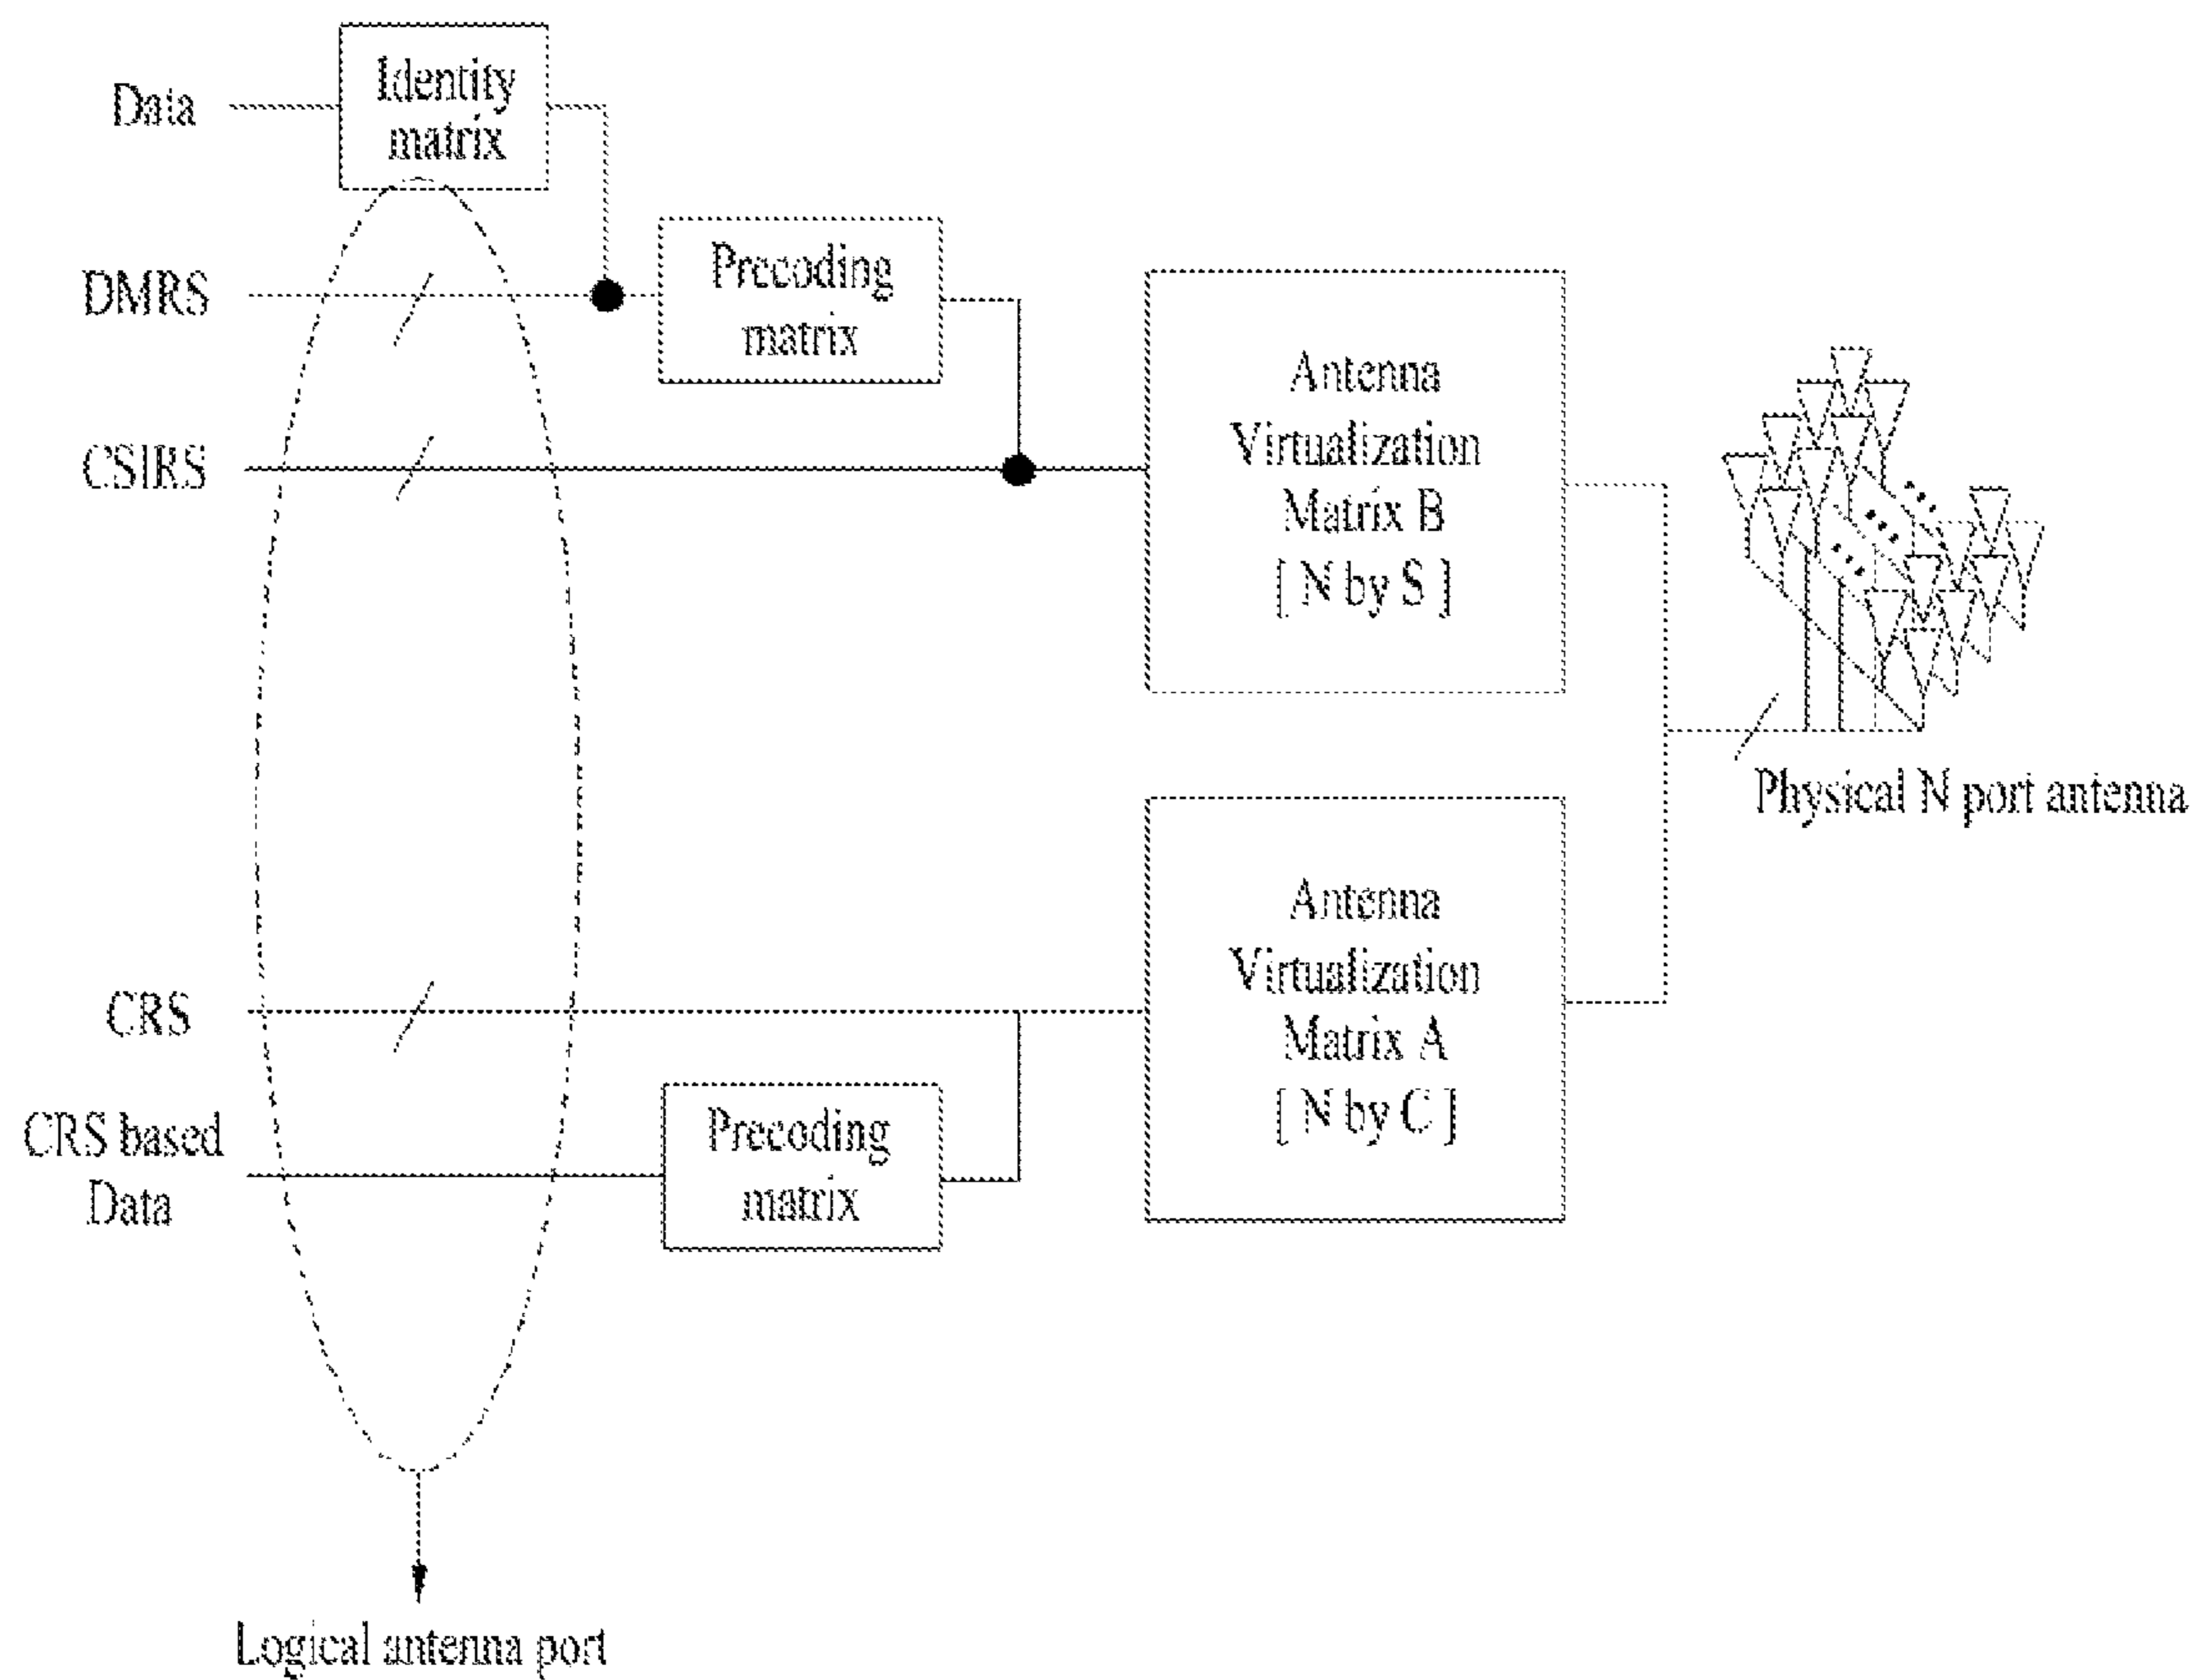 Data
Identity
matrix
DMRS
Precoding
matrix
CSIRS
Antenna
Virtualization
Matrix B
[ N by S ]
Physical N port antenna
CRS
Antenna
Virtualization
Matrix A
[ N by C ]
CRS based
Data
Precoding
matrix
Logical antenna port